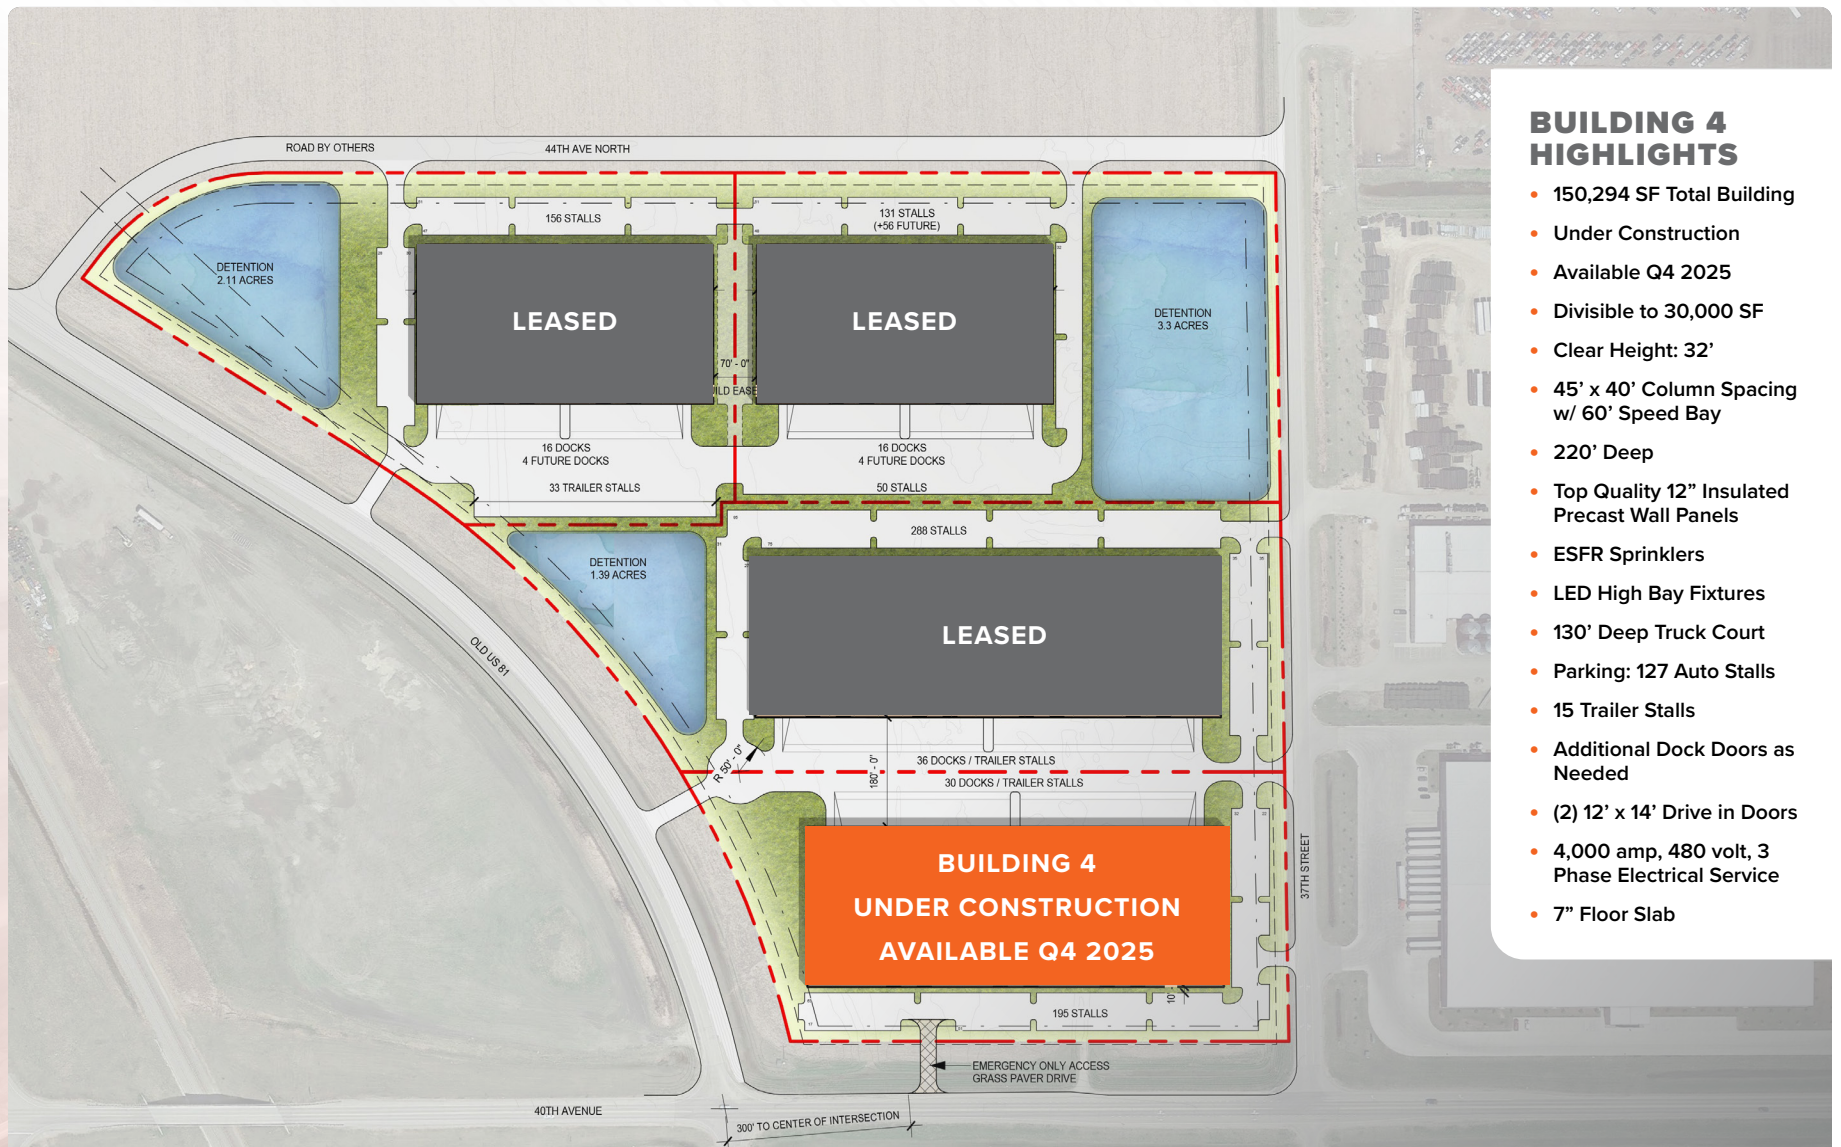 ROAD BY OTHERS
44TH AVE NORTH
156 STALLS
131 STALLS
(+56 FUTURE)
DETENTION
2.11 ACRES
LEASED
LEASED
DETENTION
3.3 ACRES
70' - 0"
16 DOCKS
4 FUTURE DOCKS
16 DOCKS
4 FUTURE DOCKS
33 TRAILER STALLS
50 STALLS
288 STALLS
DETENTION
1.39 ACRES
LEASED
OLD US 81
R 50' - 0"
180' - 0"
36 DOCKS / TRAILER STALLS
30 DOCKS / TRAILER STALLS
BUILDING 4
UNDER CONSTRUCTION
AVAILABLE Q4 2025
37TH STREET
195 STALLS
EMERGENCY ONLY ACCESS
GRASS PAVER DRIVE
40TH AVENUE
300' TO CENTER OF INTERSECTION
BUILDING 4
HIGHLIGHTS
• 150,294 SF Total Building
• Under Construction
• Available Q4 2025
• Divisible to 30,000 SF
• Clear Height: 32’
• 45’ x 40’ Column Spacing
w/ 60’ Speed Bay
• 220’ Deep
• Top Quality 12” Insulated
Precast Wall Panels
• ESFR Sprinklers
• LED High Bay Fixtures
• 130’ Deep Truck Court
• Parking: 127 Auto Stalls
• 15 Trailer Stalls
• Additional Dock Doors as
Needed
• (2) 12’ x 14’ Drive in Doors
• 4,000 amp, 480 volt, 3
Phase Electrical Service
• 7” Floor Slab